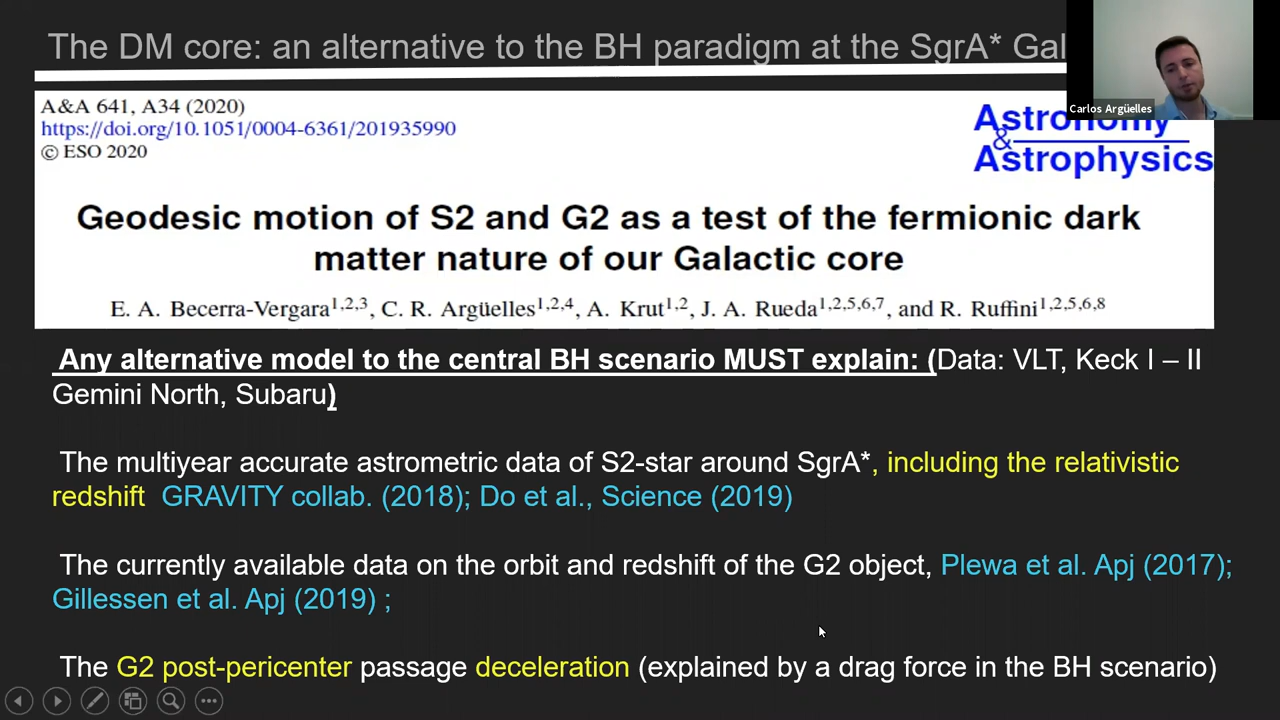 The DM core: an alternative to the BH paradigm at the SgrA* Gal
Carlos Argüelles
A&A 641, A34 (2020)
https://doi.org/10.1051/0004-6361/201935990
© ESO 2020
Astronomy
&
Astrophysics
Geodesic motion of S2 and G2 as a test of the fermionic dark
matter nature of our Galactic core
E. A. Becerra-Vergara1,2,3, C. R. Argüelles1,2,4, A. Krut1,2, J. A. Rueda1,2,5,6,7, and R. Ruffini1,2,5,6,8
Any alternative model to the central BH scenario MUST explain: (Data: VLT, Keck I – II
Gemini North, Subaru)
The multiyear accurate astrometric data of S2-star around SgrA*, including the relativistic
redshift GRAVITY collab. (2018); Do et al., Science (2019)
The currently available data on the orbit and redshift of the G2 object, Plewa et al. Apj (2017);
Gillessen et al. Apj (2019) ;
The G2 post-pericenter passage deceleration (explained by a drag force in the BH scenario)